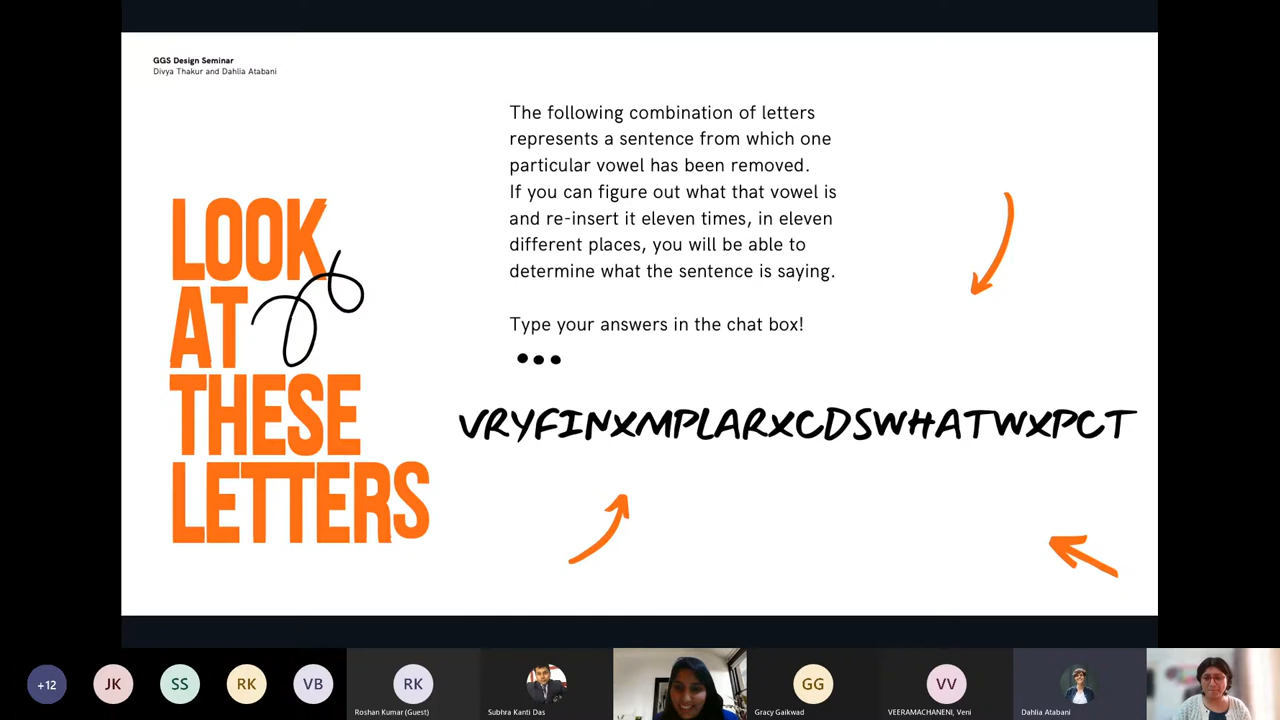 GGS Design Seminar
Divya Thakur and Dahlia Atabani
LOOK
AT
THESE
LETTERS
The following combination of letters
represents a sentence from which one
particular vowel has been removed.
If you can figure out what that vowel is
and re-insert it eleven times, in eleven
different places, you will be able to
determine what the sentence is saying.
Type your answers in the chat box!
•••
VRYFINXMPLARXCDSWHATWXPCT
+12
JK
SS
RK
VB
RK
Roshan Kumar (Guest)
Subhra Kanti Das
GG
Gracy Gaikwad
VV
VEERAMACHANENI, Veni
Dahlia Atabani